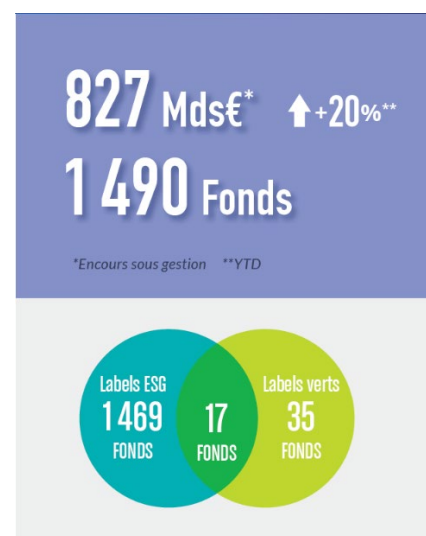 827 Mds€* +20%**
1 490 Fonds
*Encours sous gestion **YTD
Labels ESG
1 469
FONDS
17
FONDS
Labels verts
35
FONDS